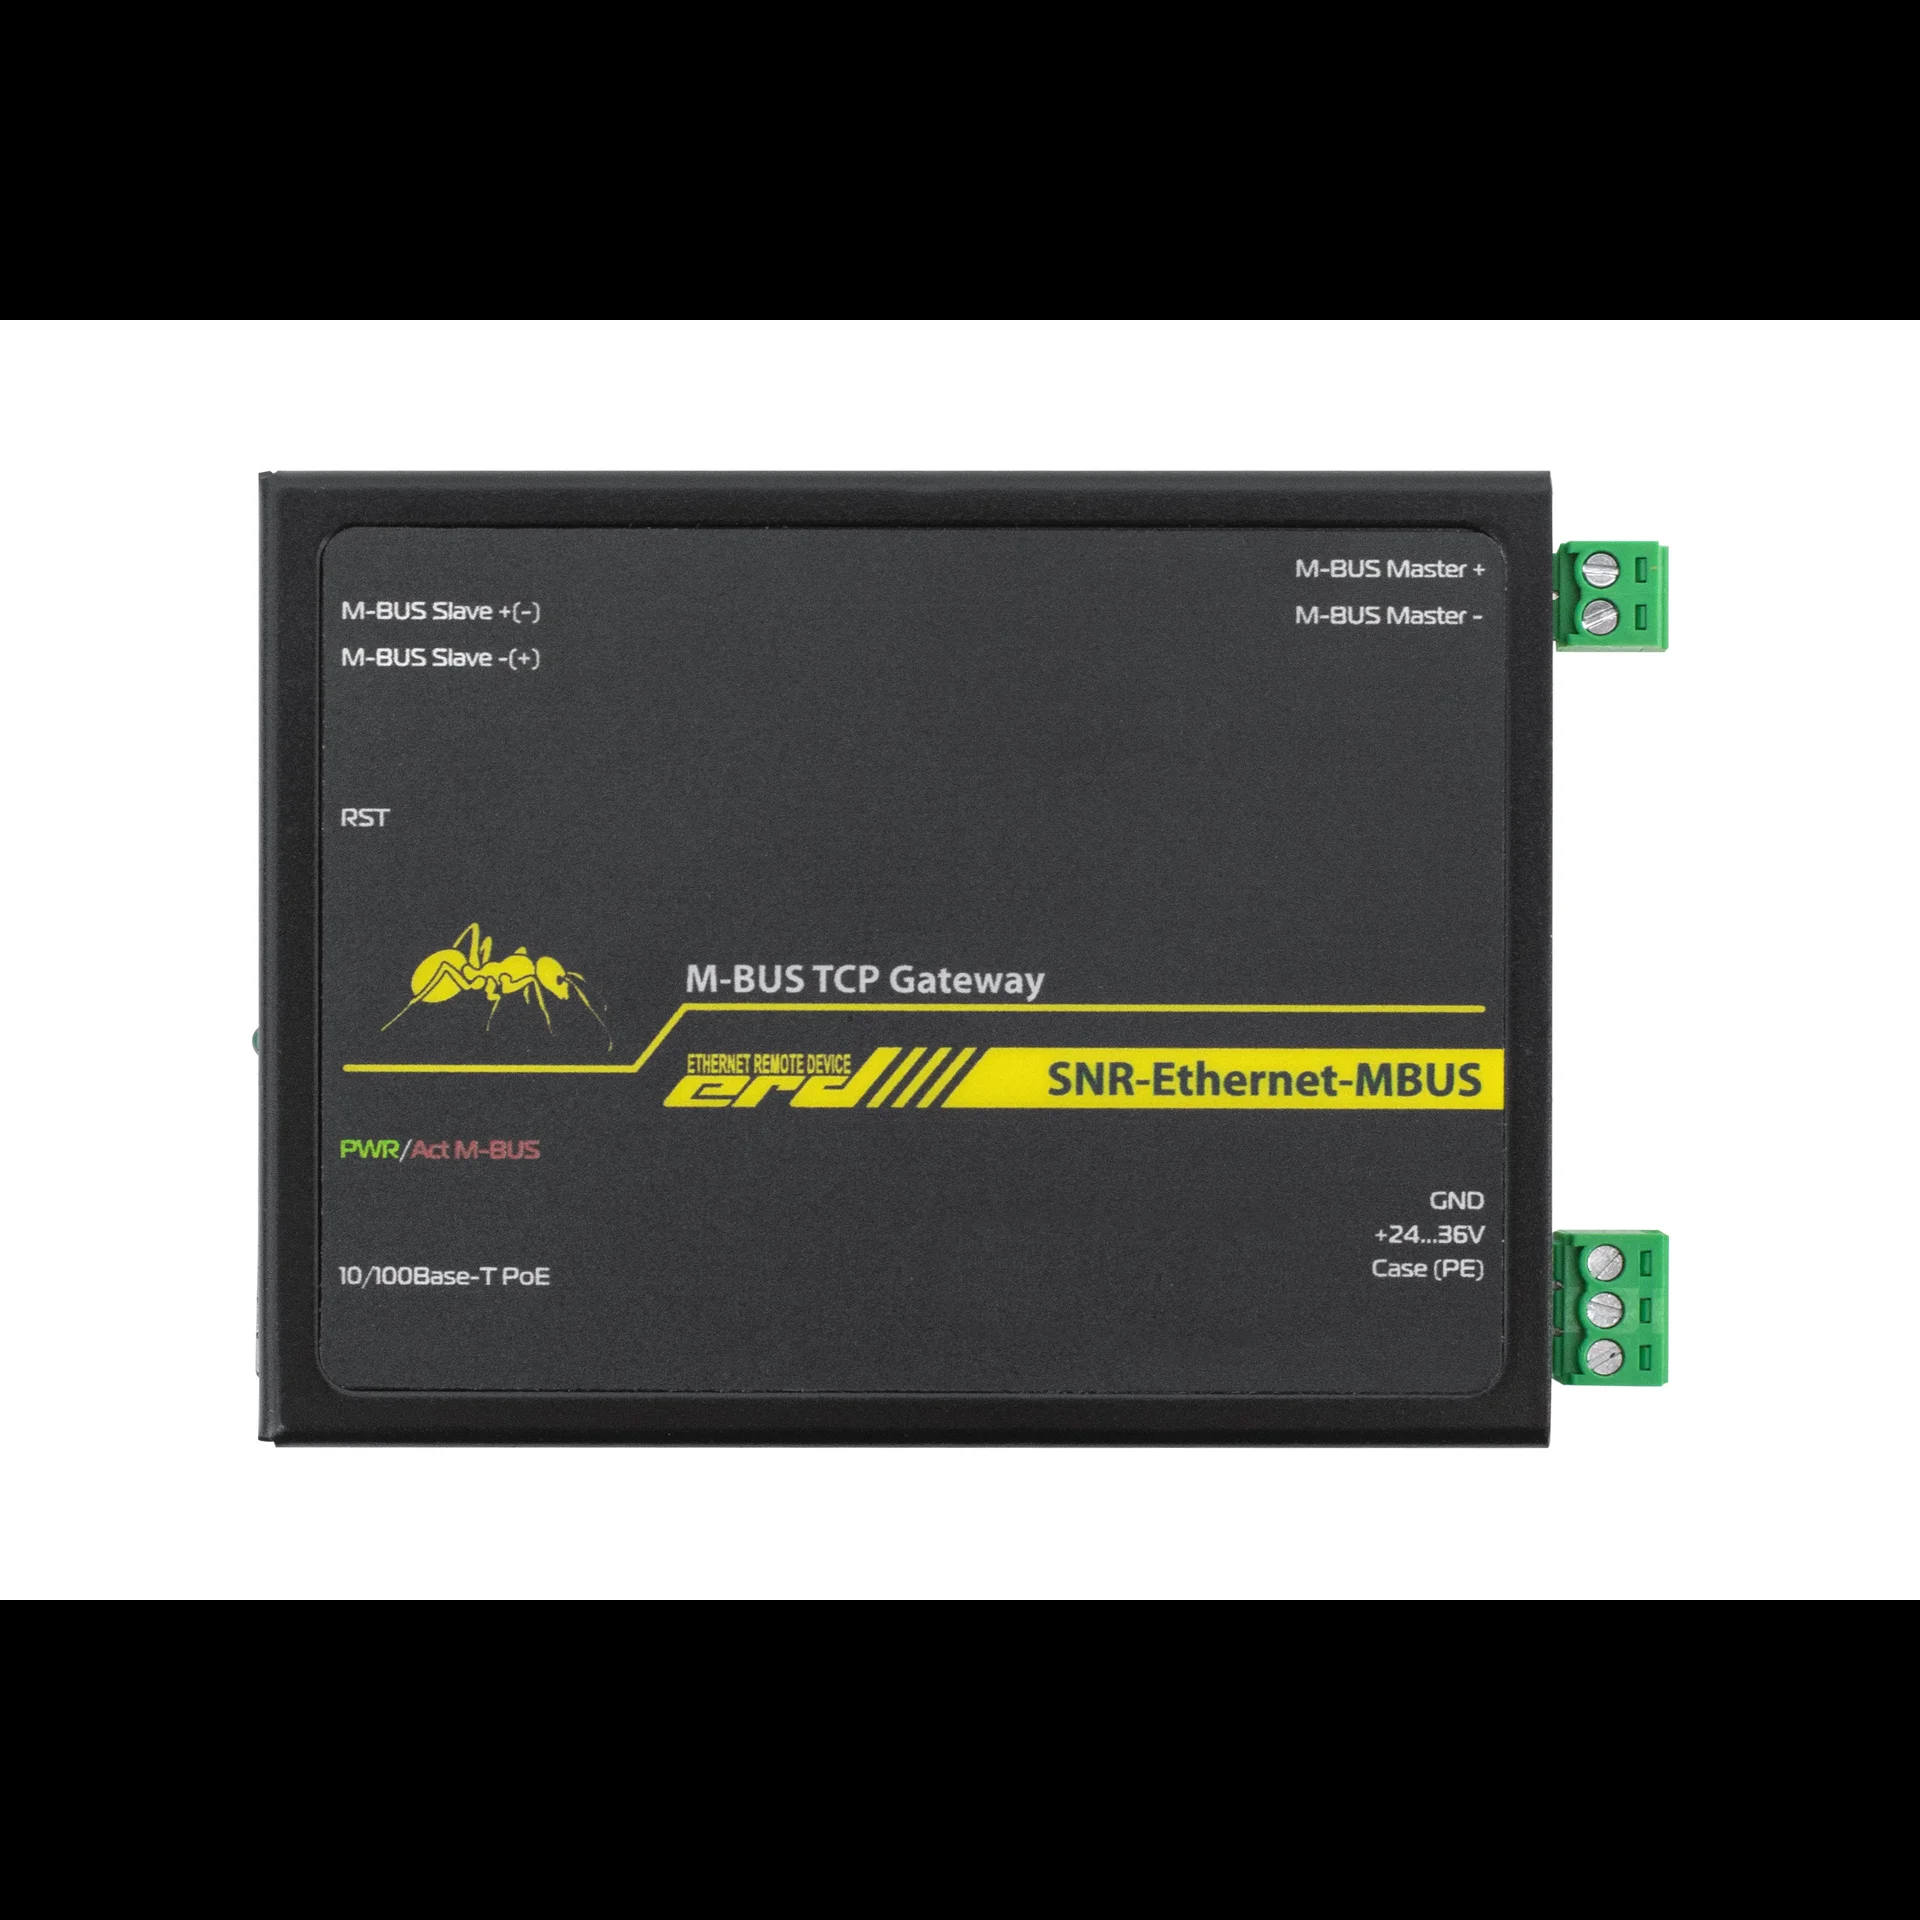 M-BUS Master +
M-BUS Slave +(-)
M-BUS Master -
M-BUS Slave -(+)
RST
M-BUS TCP Gateway
ETHERNET REMOTE DEVICE
erd
SNR-Ethernet-MBUS
PWR/Act M-BUS
GND
+24...36V
Case (PE)
10/100Base-T PoE